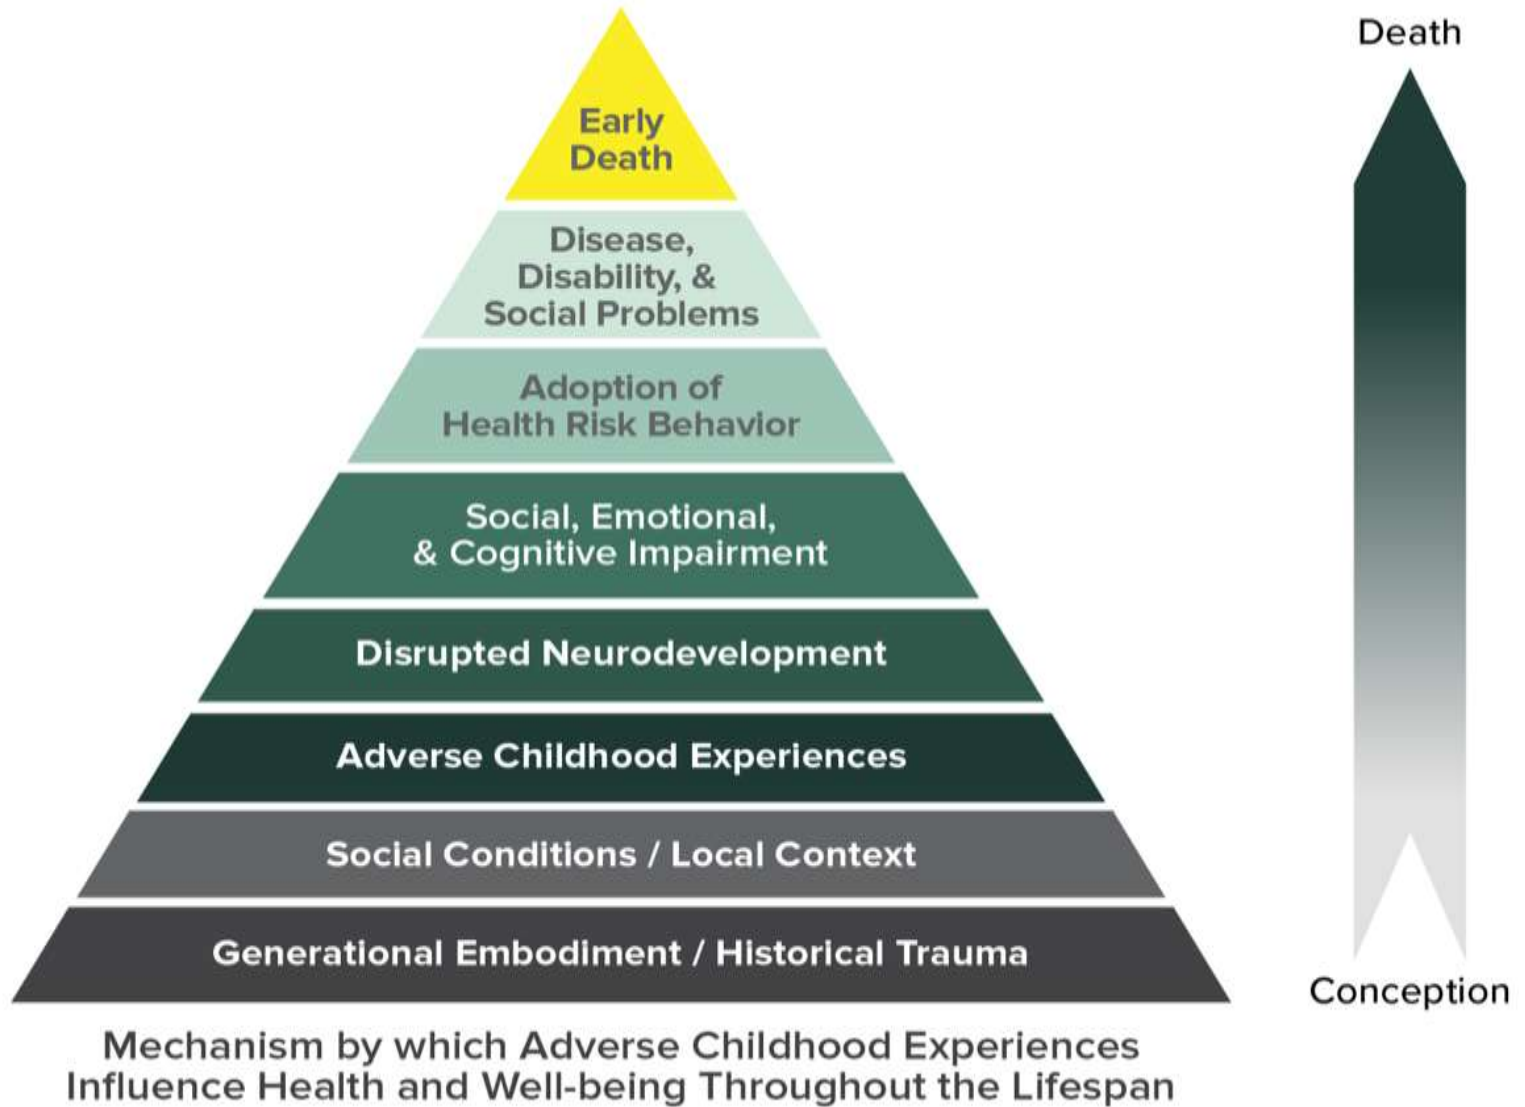 Early
Death
Disease,
Disability, &
Social Problems
Adoption of
Health Risk Behavior
Social, Emotional,
& Cognitive Impairment
Disrupted Neurodevelopment
Adverse Childhood Experiences
Social Conditions / Local Context
Generational Embodiment / Historical Trauma
Mechanism by which Adverse Childhood Experiences
Influence Health and Well-being Throughout the Lifespan
Death
Conception